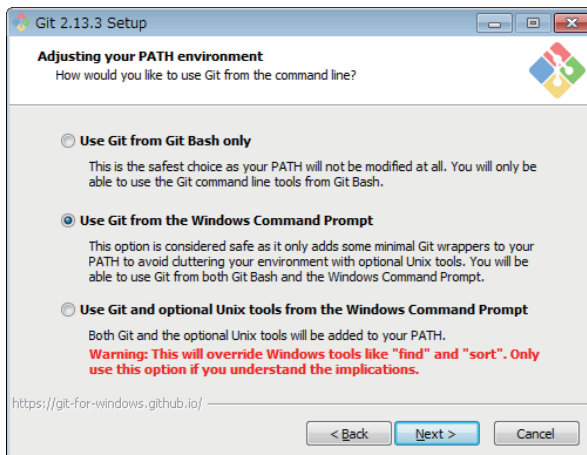 Git 2.13.3 Setup
Adjusting your PATH environment
How would you like to use Git from the command line?
Use Git from Git Bash only
This is the safest choice as your PATH will not be modified at all. You will only be
able to use the Git command line tools from Git Bash.
Use Git from the Windows Command Prompt
This option is considered safe as it only adds some minimal Git wrappers to your
PATH to avoid cluttering your environment with optional Unix tools. You will be
able to use Git from both Git Bash and the Windows Command Prompt.
Use Git and optional Unix tools from the Windows Command Prompt
Both Git and the optional Unix tools will be added to your PATH.
Warning: This will override Windows tools like "find" and "sort". Only
use this option if you understand the implications.
https://git-for-windows.github.io/
< Back Next > Cancel